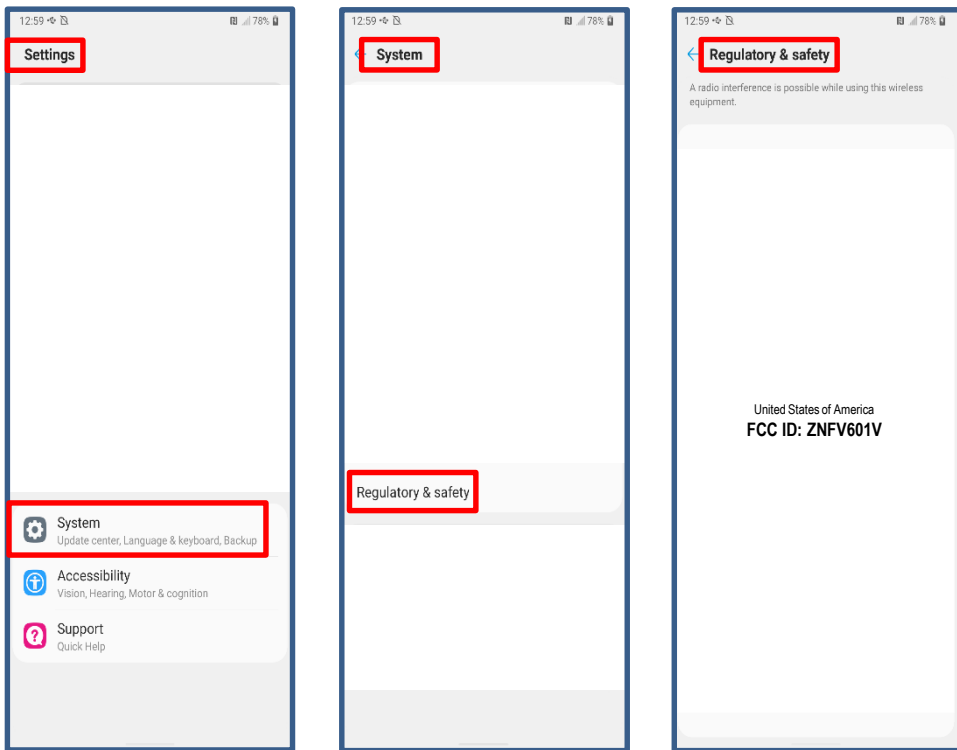 12:59 78%
Settings
System
Update center, Language & keyboard, Backup
Accessibility
Vision, Hearing, Motor & cognition
Support
Quick Help
12:59 78%
System
Regulatory & safety
12:59 78%
Regulatory & safety
A radio interference is possible while using this wireless
equipment.
United States of America
FCC ID: ZNFV601V